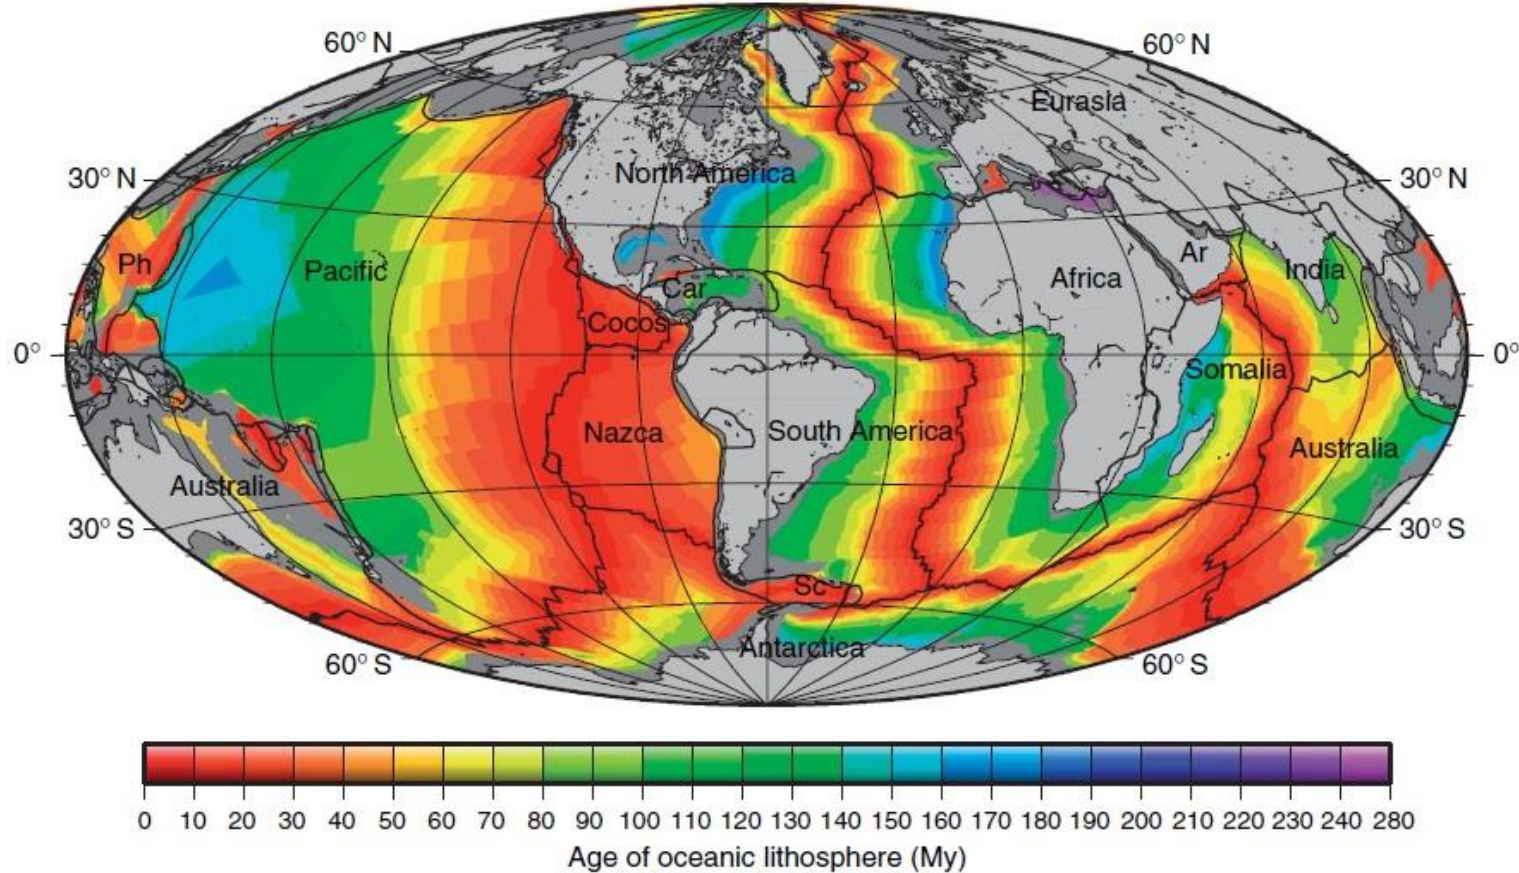 60° N
60° N
Eurasia
North America
30° N
30° N
Ph
Pacific
Car
Africa
Ar
India
Cocos
0°
0°
Somalia
Nazca
South America
Australia
Australia
30° S
30° S
Sc
Antarctica
60° S
60° S
0 10 20 30 40 50 60 70 80 90 100 110 120 130 140 150 160 170 180 190 200 210 220 230 240 280
Age of oceanic lithosphere (My)